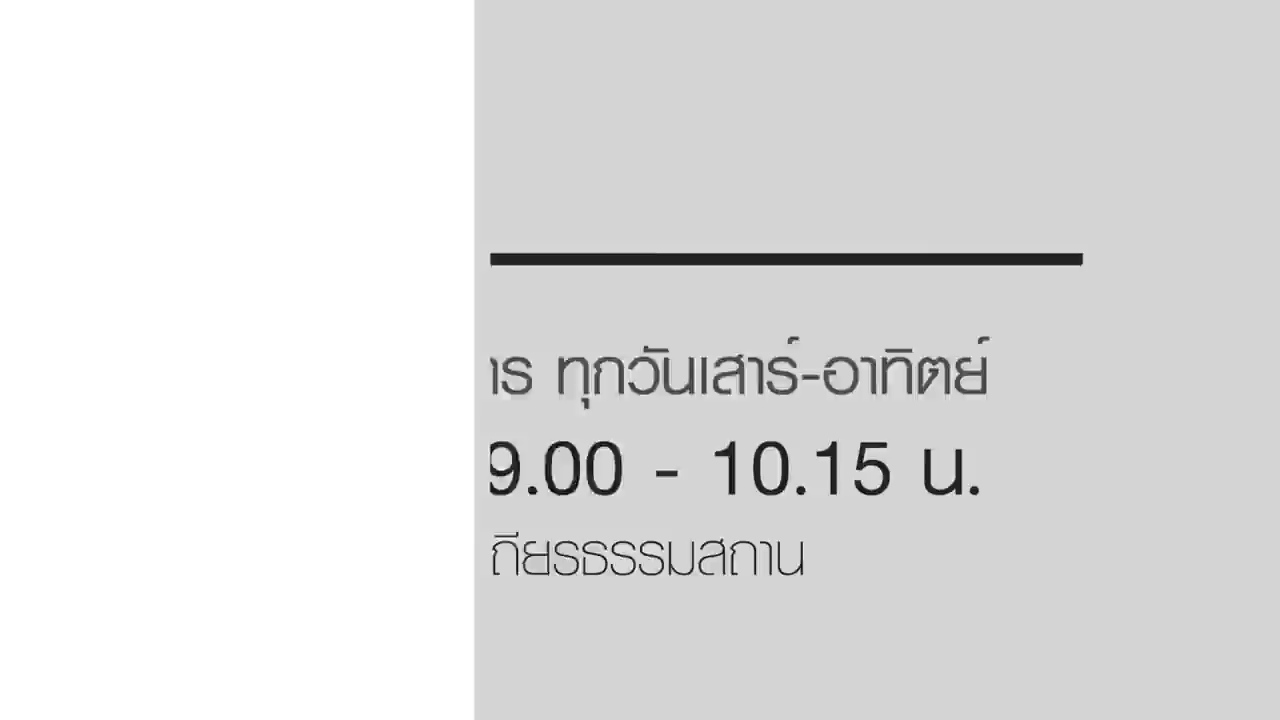 าร ทุกวันเสาร์-อาทิตย์
9.00 - 10.15 น.
ถียรธรรมสถาน